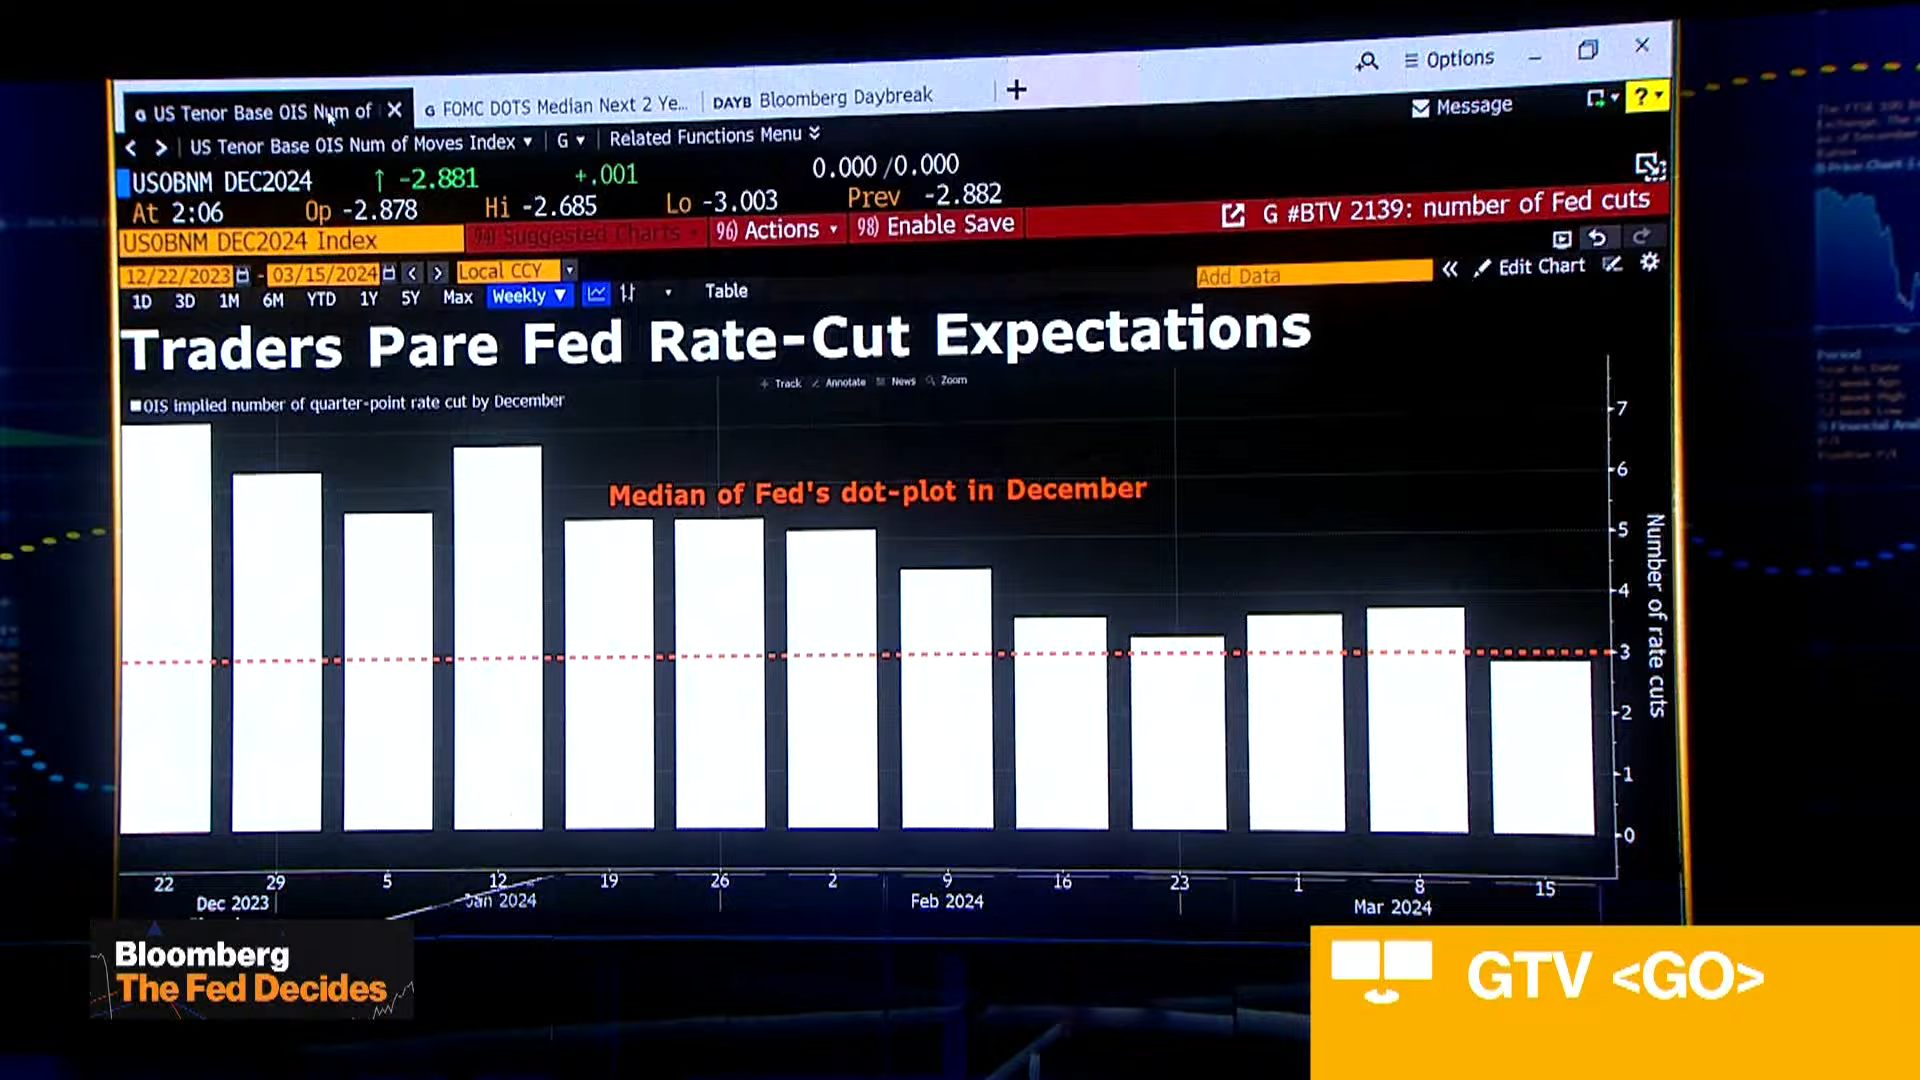 Options
G US Tenor Base OIS Num of
G FOMC DOTS Median Next 2 Ye...
DAYB Bloomberg Daybreak
Message
?
US Tenor Base OIS Num of Moves Index
G
Related Functions Menu
USOBNM DEC2024 ↑ -2.881 +.001 0.000 /0.000
At 2:06 Op -2.878 Hi -2.685 Lo -3.003 Prev -2.882
USOBNM DEC2024 Index
94) Suggested Charts
96) Actions
98) Enable Save
G #BTV 2139: number of Fed cuts
12/22/2023 - 03/15/2024
Local CCY
Add Data
Edit Chart
1D 3D 1M 6M YTD 1Y 5Y Max Weekly Table
Traders Pare Fed Rate-Cut Expectations
Track Annotate News Zoom
OIS implied number of quarter-point rate cut by December
Median of Fed's dot-plot in December
7
6
5
4
3
2
1
0
Number of rate cuts
22 29 5 12 19 26 2 9 16 23 1 8 15
Dec 2023 Jan 2024 Feb 2024 Mar 2024
Bloomberg
The Fed Decides
GTV <GO>